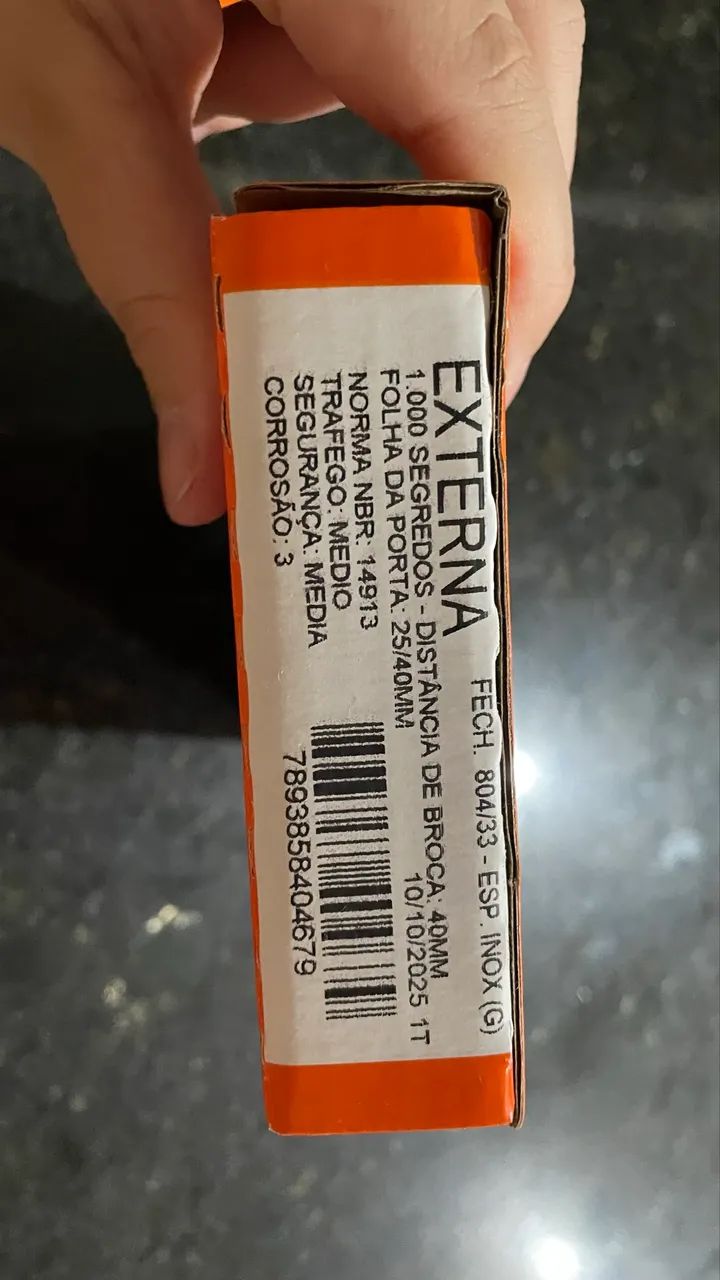 EXTERNA FECH. 804/33 - ESP. INOX (G)
1.000 SEGREDOS - DISTÂNCIA DE BROCA: 40MM
FOLHA DA PORTA: 25/40MM 10/10/2025 1T
NORMA NBR: 14913
TRAFEGO: MEDIO
SEGURANÇA: MEDIA
CORROSÃO: 3
7893858404679